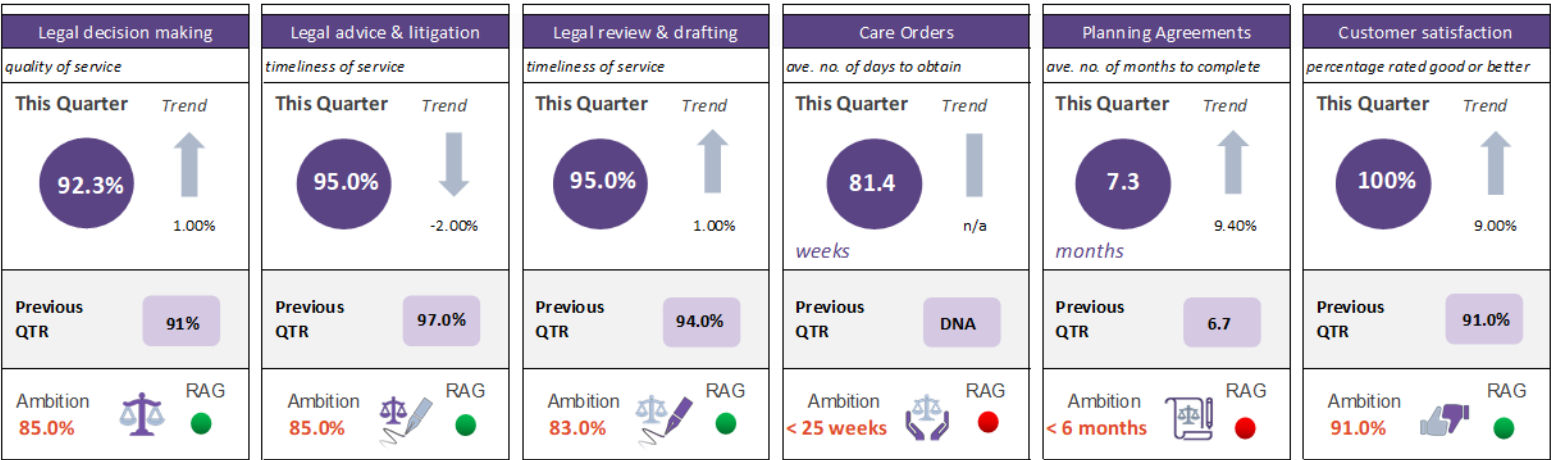 Legal decision making
quality of service
This Quarter Trend
92.3%
1.00%
Previous
QTR
91%
Ambition
85.0%
RAG
Legal advice & litigation
timeliness of service
This Quarter Trend
95.0%
-2.00%
Previous
QTR
97.0%
Ambition
85.0%
RAG
Legal review & drafting
timeliness of service
This Quarter Trend
95.0%
1.00%
Previous
QTR
94.0%
Ambition
83.0%
RAG
Care Orders
ave. no. of days to obtain
This Quarter Trend
81.4
n/a
weeks
Previous
QTR
DNA
Ambition
< 25 weeks
RAG
Planning Agreements
ave. no. of months to complete
This Quarter Trend
7.3
9.40%
months
Previous
QTR
6.7
Ambition
< 6 months
RAG
Customer satisfaction
percentage rated good or better
This Quarter Trend
100%
9.00%
Previous
QTR
91.0%
Ambition
91.0%
RAG